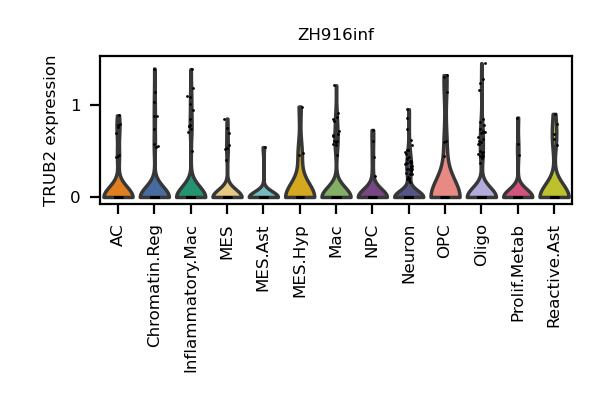 ZH916inf
TRUB2 expression
1
0
AC
Chromatin.Reg
Inflammatory.Mac
MES
MES.Ast
MES.Hyp
Mac
NPC
Neuron
OPC
Oligo
Prolif.Metab
Reactive.Ast